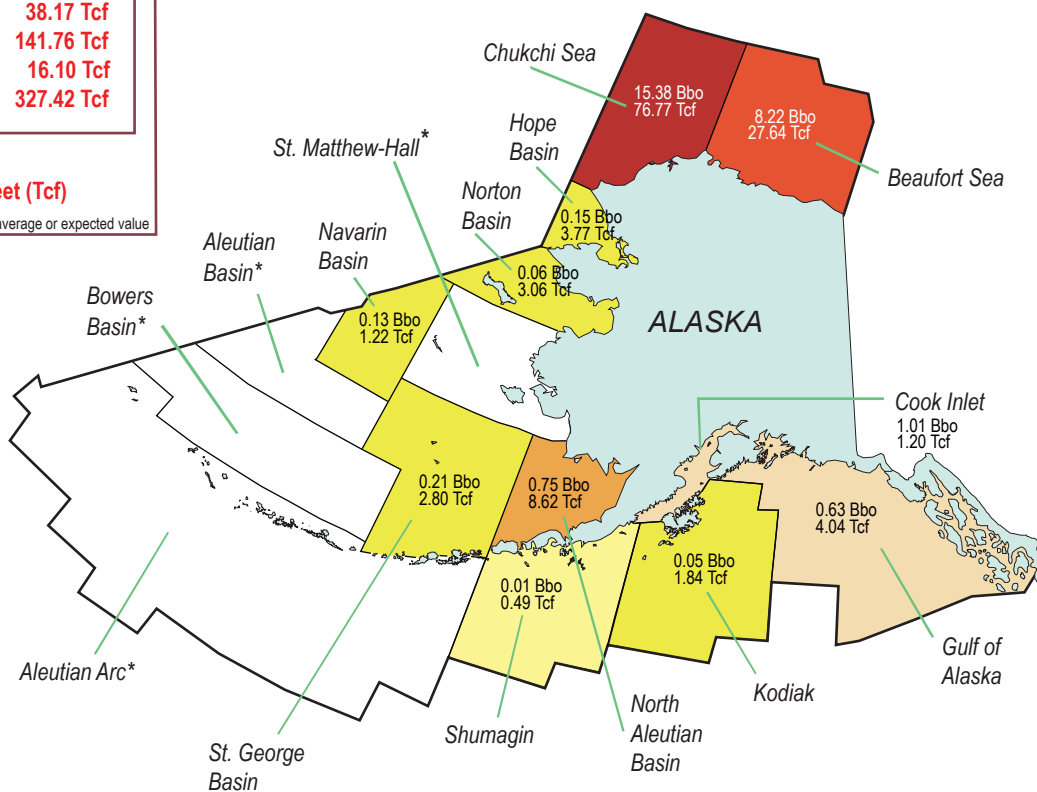 38.17 Tcf
141.76 Tcf
16.10 Tcf
327.42 Tcf
eet (Tcf)
average or expected value
Chukchi Sea
15.38 Bbo
76.77 Tcf
8.22 Bbo
27.64 Tcf
Beaufort Sea
Hope
Basin
0.15 Bbo
3.77 Tcf
St. Matthew-Hall*
Norton
Basin
0.06 Bbo
3.06 Tcf
Navarin
Basin
0.13 Bbo
1.22 Tcf
Aleutian
Basin*
Bowers
Basin*
ALASKA
Cook Inlet
1.01 Bbo
1.20 Tcf
0.21 Bbo
2.80 Tcf
0.75 Bbo
8.62 Tcf
0.63 Bbo
4.04 Tcf
0.01 Bbo
0.49 Tcf
0.05 Bbo
1.84 Tcf
Aleutian Arc*
St. George
Basin
Shumagin
North
Aleutian
Basin
Kodiak
Gulf of
Alaska